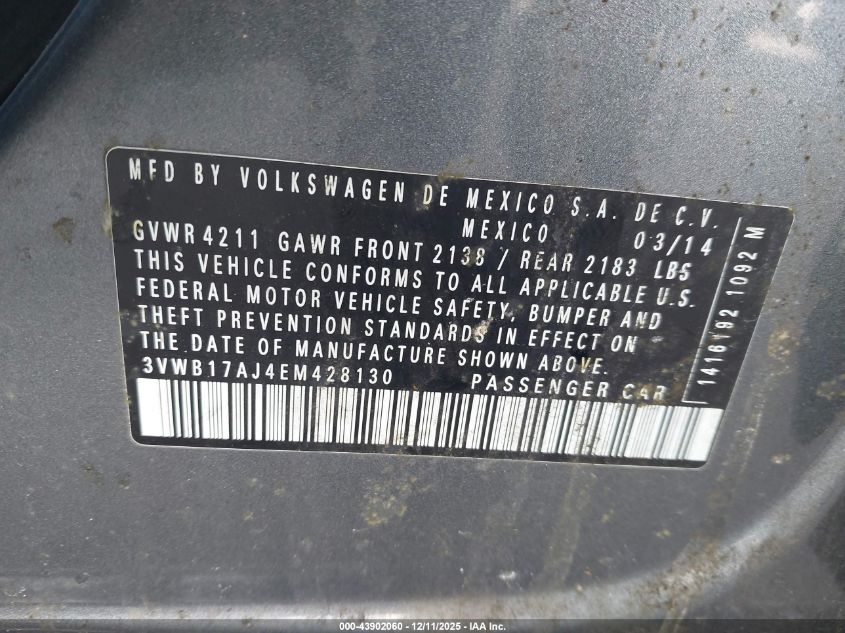 MFD BY VOLKSWAGEN DE MEXICO S.A. DE C.V.
MEXICO 03/14
GVWR 4211 GAWR FRONT 2138 / REAR 2183 LBS
THIS VEHICLE CONFORMS TO ALL APPLICABLE U.S.
FEDERAL MOTOR VEHICLE SAFETY, BUMPER AND
THEFT PREVENTION STANDARDS IN EFFECT ON
THE DATE OF MANUFACTURE SHOWN ABOVE.
3VWB17AJ4EM428130 PASSENGER CAR
1416192 1092 M
000-43902060 - 12/11/2025 - IAA Inc.